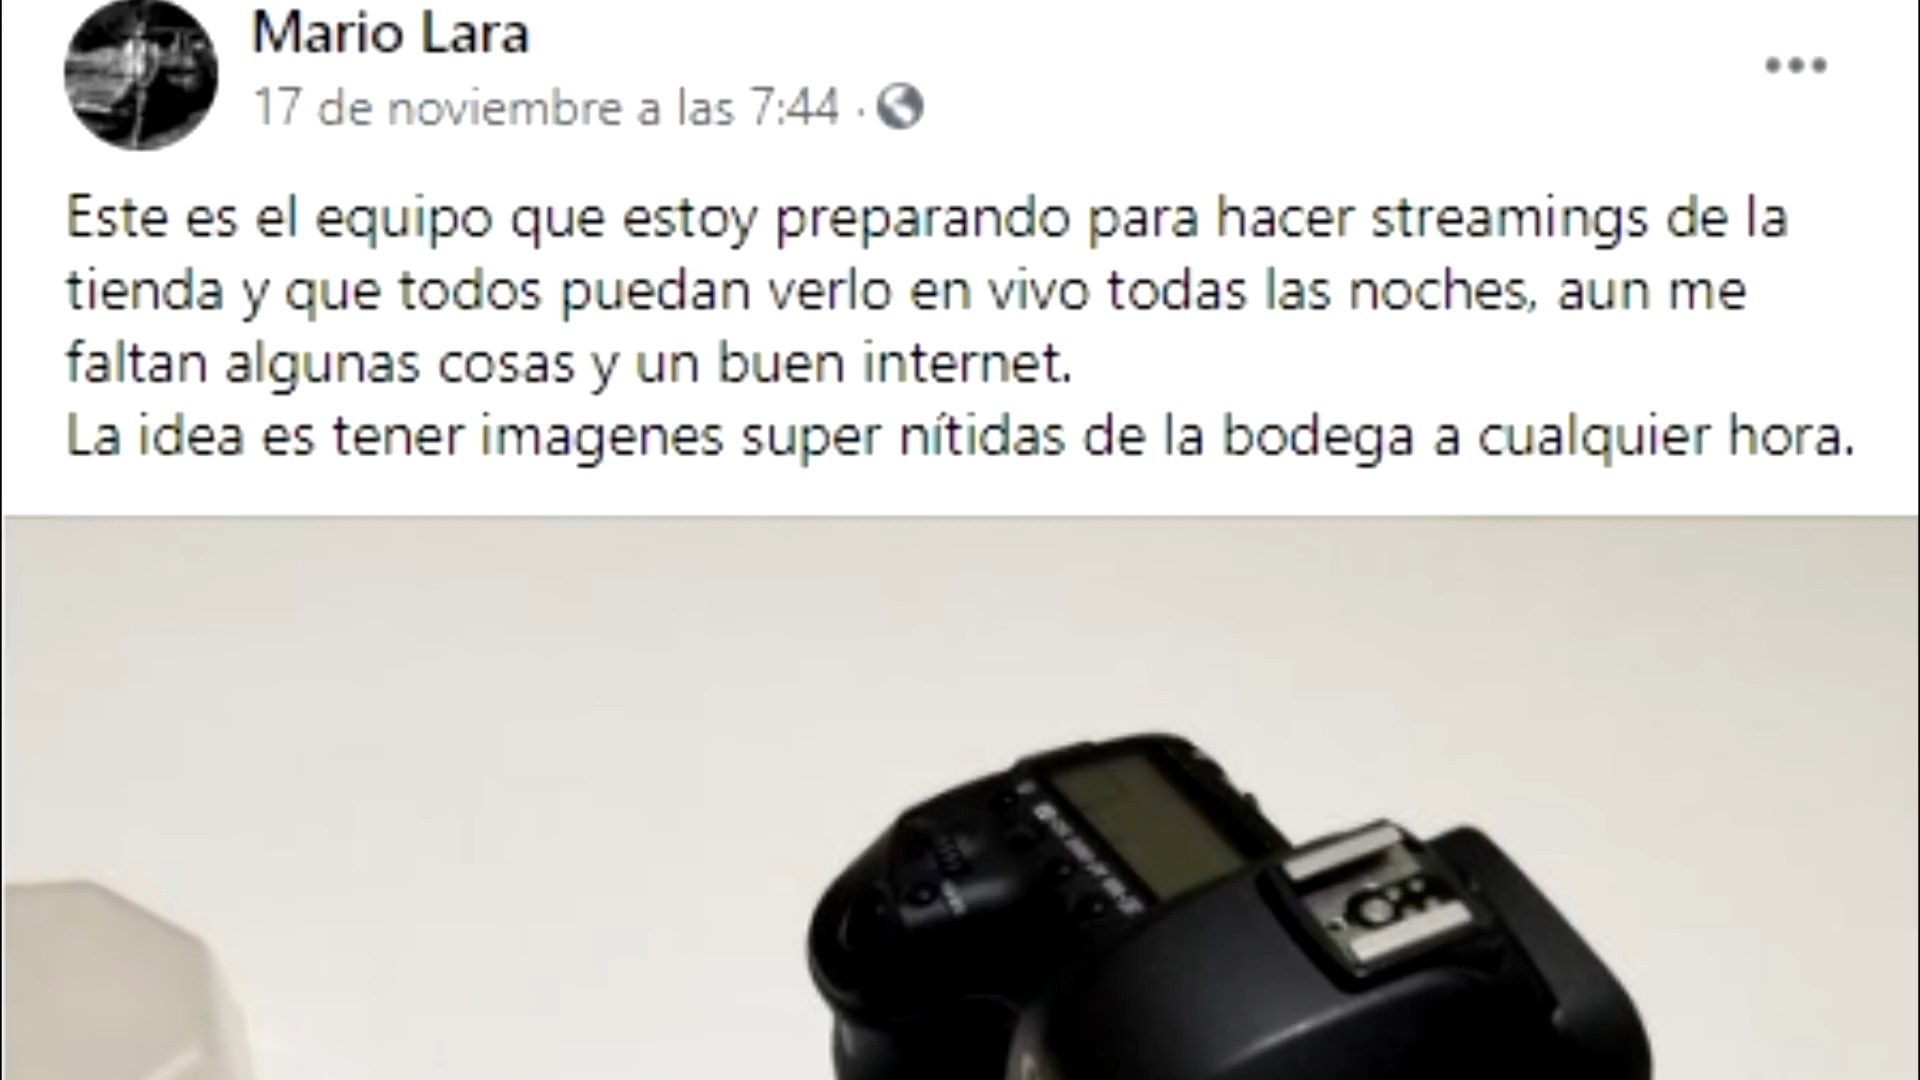 Mario Lara
17 de noviembre a las 7:44 ·
Este es el equipo que estoy preparando para hacer streamings de la
tienda y que todos puedan verlo en vivo todas las noches, aun me
faltan algunas cosas y un buen internet.
La idea es tener imagenes super nítidas de la bodega a cualquier hora.